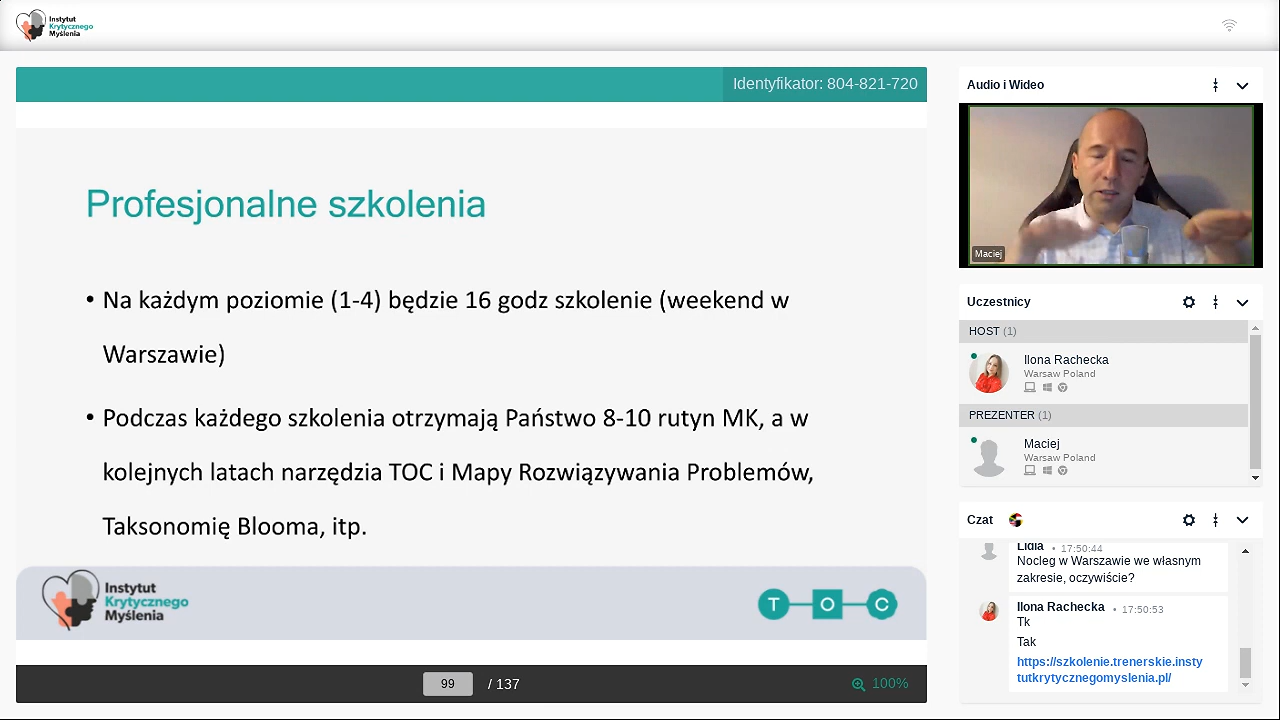 Instytut
Krytycznego
Myślenia
Identyfikator: 804-821-720
Profesjonalne szkolenia
• Na każdym poziomie (1-4) będzie 16 godz szkolenie (weekend w
Warszawie)
• Podczas każdego szkolenia otrzymają Państwo 8-10 rutyn MK, a w
kolejnych latach narzędzia TOC i Mapy Rozwiązywania Problemów,
Taksonomię Blooma, itp.
Instytut
Krytycznego
Myślenia
T O C
99 / 137
100%
Audio i Wideo
Maciej
Uczestnicy
HOST (1)
Ilona Rachecka
Warsaw Poland
PREZENTER (1)
Maciej
Warsaw Poland
Czat
Lidia • 17:50:44
Nocleg w Warszawie we własnym
zakresie, oczywiście?
Ilona Rachecka • 17:50:53
Tk
Tak
https://szkolenie.trenerskie.insty
tutkrytycznegomyslenia.pl/